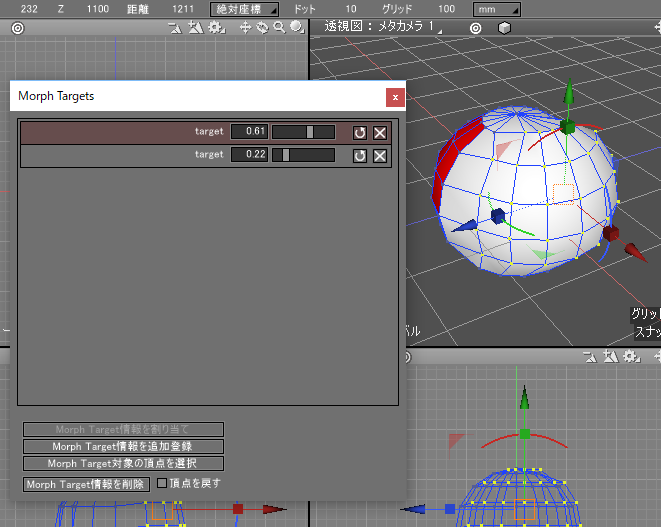 232 Z 1100 距離 1211 絶対座標 ドット 10 グリッド 100 mm
透視図 : メタカメラ 1
Morph Targets
x
target 0.61
target 0.22
グリッ
バル
スナッ
Morph Target情報を割り当て
Morph Target情報を追加登録
Morph Target対象の頂点を選択
Morph Target情報を削除 頂点を戻す